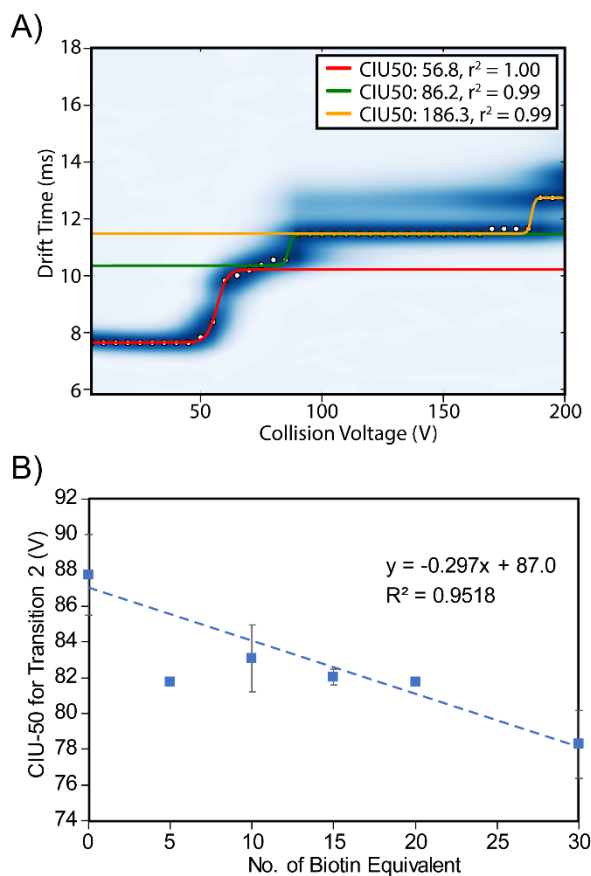 A)
18
16
14
12
10
8
6
Drift Time (ms)
CIU50: 56.8, r² = 1.00
CIU50: 86.2, r² = 0.99
CIU50: 186.3, r² = 0.99
50
100
150
200
Collision Voltage (V)
B)
92
90
88
86
84
82
80
78
76
74
CIU-50 for Transition 2 (V)
y = -0.297x + 87.0
R² = 0.9518
0
5
10
15
20
25
30
No. of Biotin Equivalent